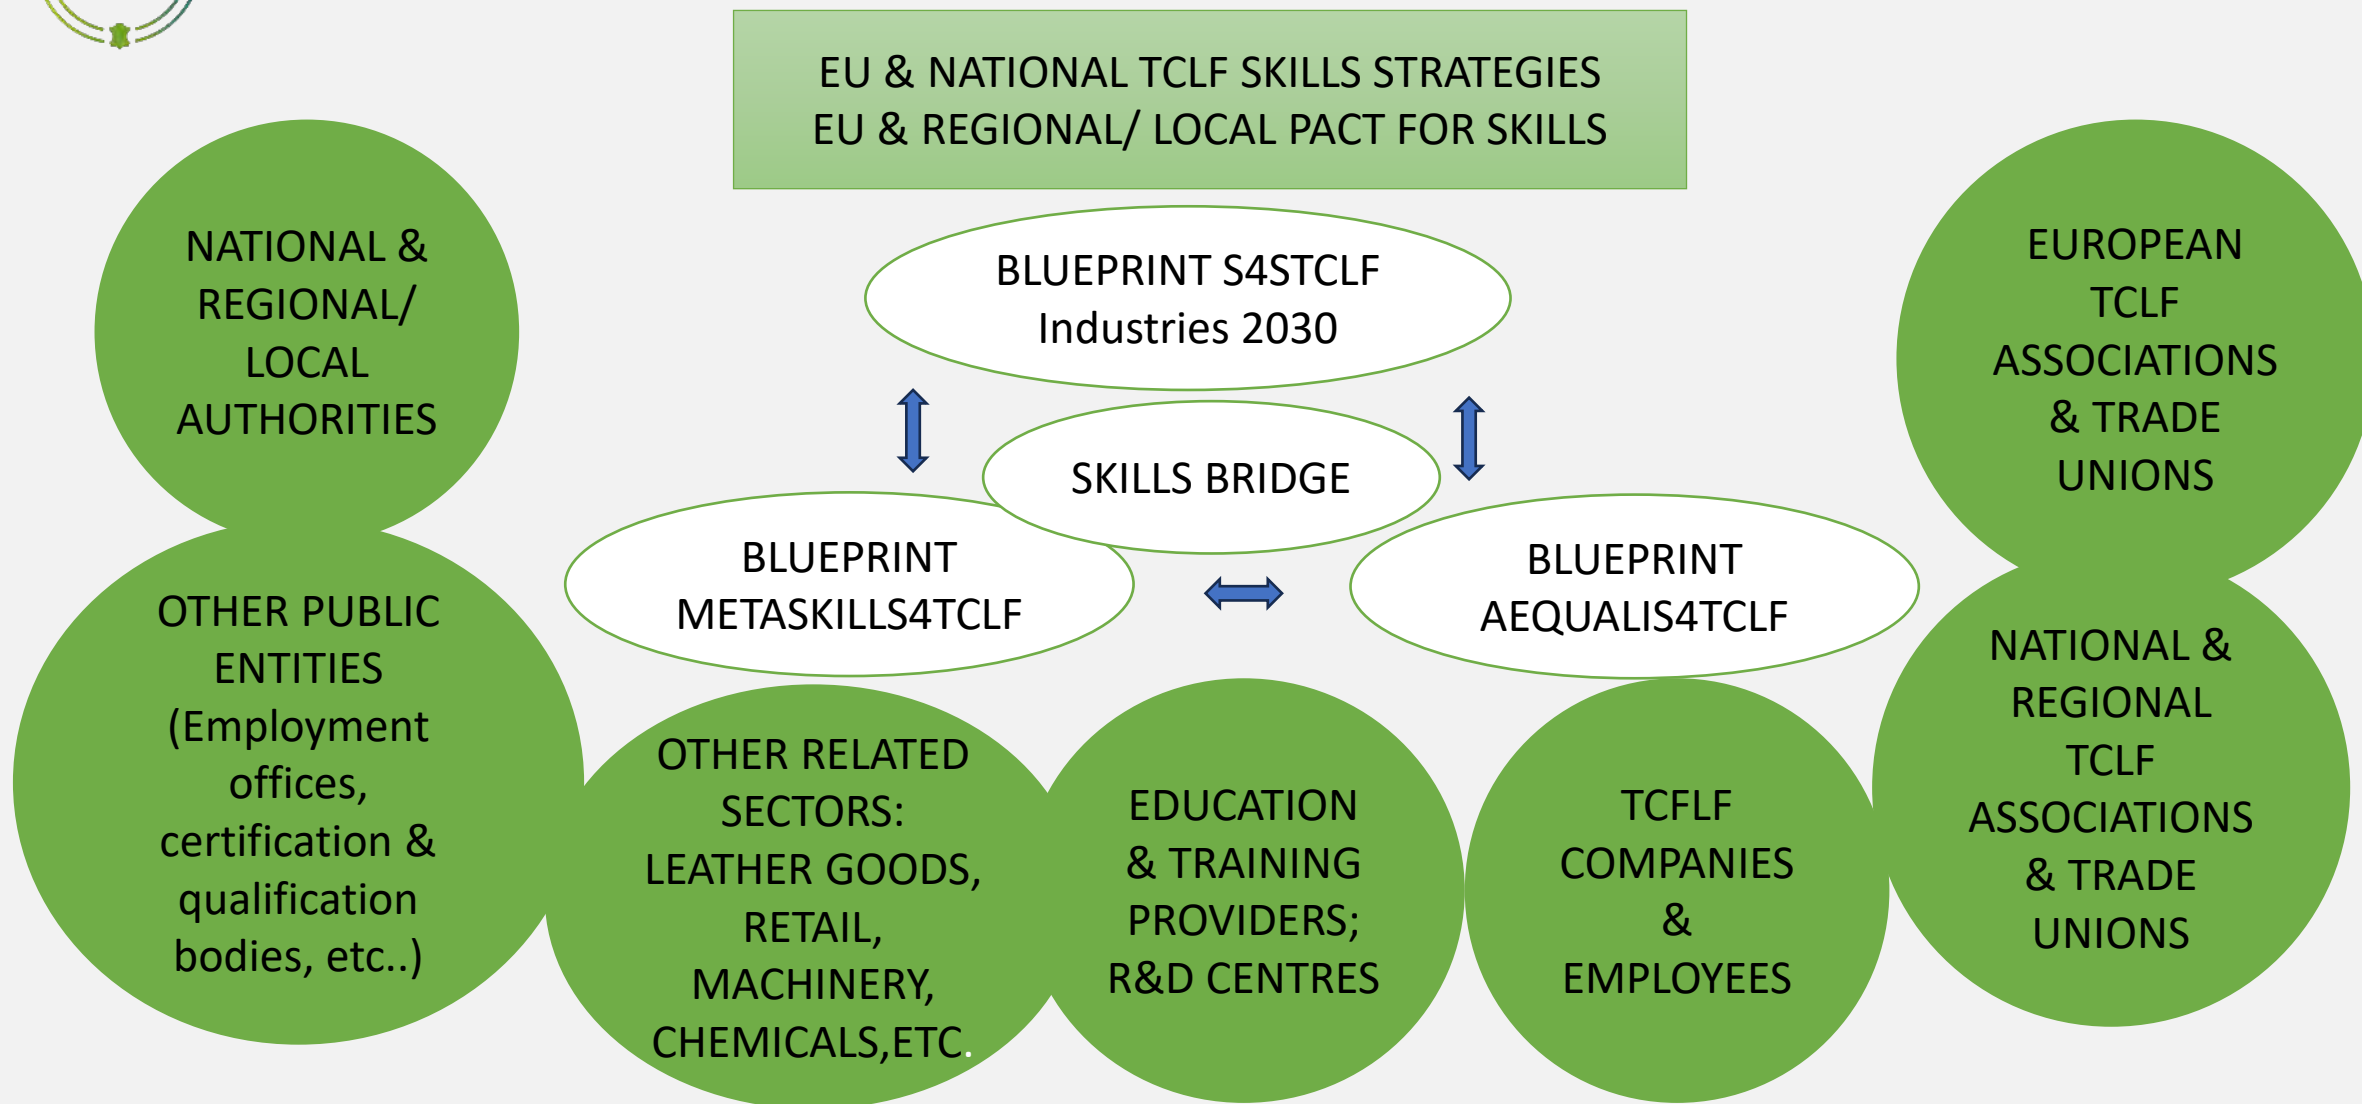 EU & NATIONAL TCLF SKILLS STRATEGIES
EU & REGIONAL/ LOCAL PACT FOR SKILLS
NATIONAL &
REGIONAL/
LOCAL
AUTHORITIES
BLUEPRINT S4STCLF
Industries 2030
EUROPEAN
TCLF
ASSOCIATIONS
& TRADE
UNIONS
SKILLS BRIDGE
BLUEPRINT
METASKILLS4TCLF
BLUEPRINT
AEQUALIS4TCLF
OTHER PUBLIC
ENTITIES
(Employment
offices,
certification &
qualification
bodies, etc..)
OTHER RELATED
SECTORS:
LEATHER GOODS,
RETAIL,
MACHINERY,
CHEMICALS,ETC.
EDUCATION
& TRAINING
PROVIDERS;
R&D CENTRES
TCFLF
COMPANIES
&
EMPLOYEES
NATIONAL &
REGIONAL
TCLF
ASSOCIATIONS
& TRADE
UNIONS